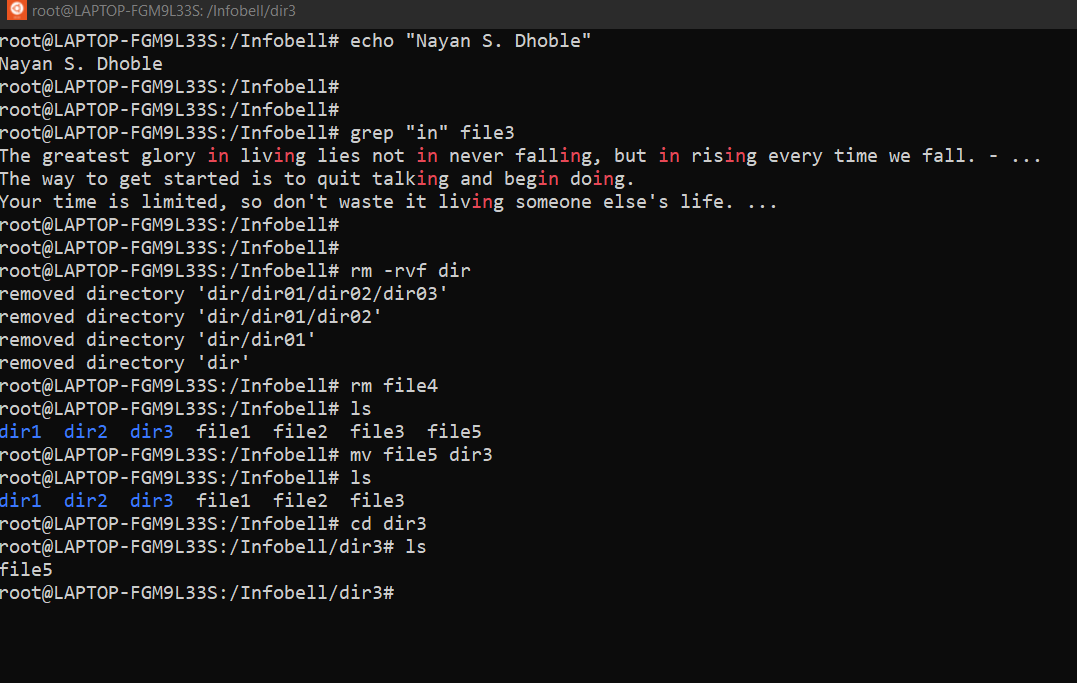 root@LAPTOP-FGM9L33S: /Infobell/dir3
root@LAPTOP-FGM9L33S:/Infobell# echo "Nayan S. Dhoble"
Nayan S. Dhoble
root@LAPTOP-FGM9L33S:/Infobell#
root@LAPTOP-FGM9L33S:/Infobell#
root@LAPTOP-FGM9L33S:/Infobell# grep "in" file3
The greatest glory in living lies not in never falling, but in rising every time we fall. - ...
The way to get started is to quit talking and begin doing.
Your time is limited, so don't waste it living someone else's life. ...
root@LAPTOP-FGM9L33S:/Infobell#
root@LAPTOP-FGM9L33S:/Infobell#
root@LAPTOP-FGM9L33S:/Infobell# rm -rvf dir
removed directory 'dir/dir01/dir02/dir03'
removed directory 'dir/dir01/dir02'
removed directory 'dir/dir01'
removed directory 'dir'
root@LAPTOP-FGM9L33S:/Infobell# rm file4
root@LAPTOP-FGM9L33S:/Infobell# ls
dir1  dir2  dir3  file1  file2  file3  file5
root@LAPTOP-FGM9L33S:/Infobell# mv file5 dir3
root@LAPTOP-FGM9L33S:/Infobell# ls
dir1  dir2  dir3  file1  file2  file3
root@LAPTOP-FGM9L33S:/Infobell# cd dir3
root@LAPTOP-FGM9L33S:/Infobell/dir3# ls
file5
root@LAPTOP-FGM9L33S:/Infobell/dir3#